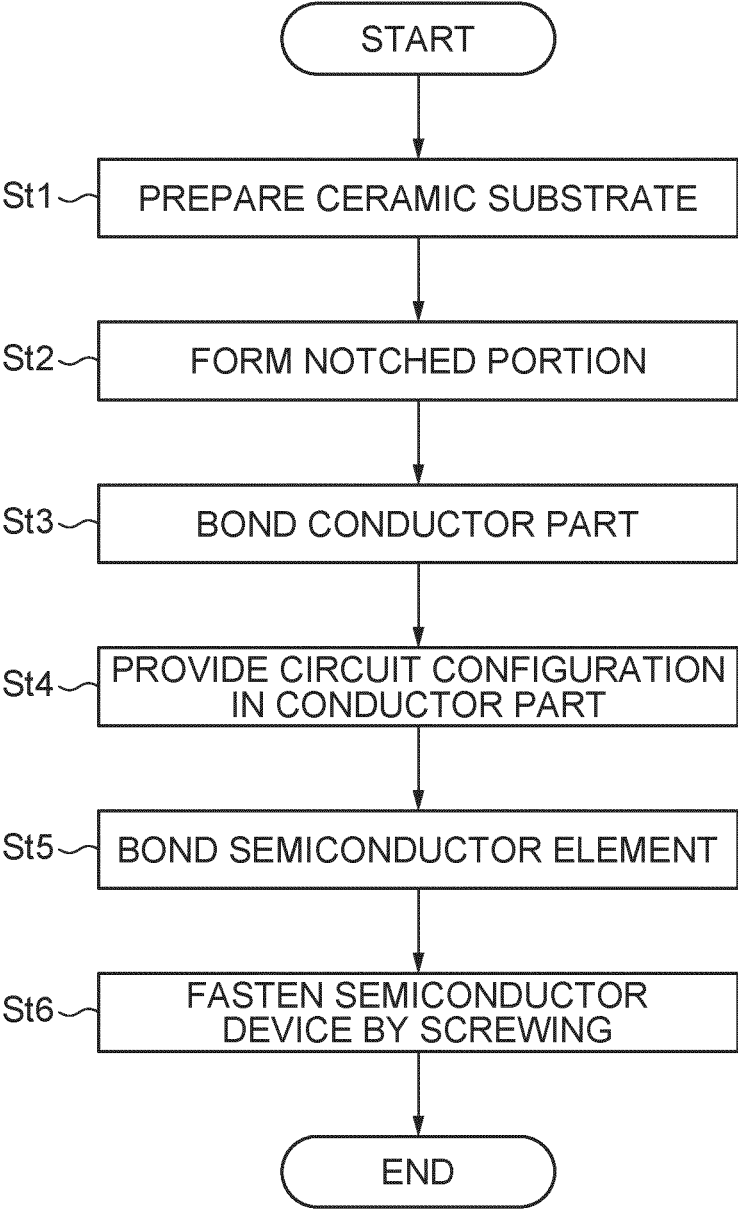 START
St1
PREPARE CERAMIC SUBSTRATE
St2
FORM NOTCHED PORTION
St3
BOND CONDUCTOR PART
St4
PROVIDE CIRCUIT CONFIGURATION
IN CONDUCTOR PART
St5
BOND SEMICONDUCTOR ELEMENT
St6
FASTEN SEMICONDUCTOR
DEVICE BY SCREWING
END